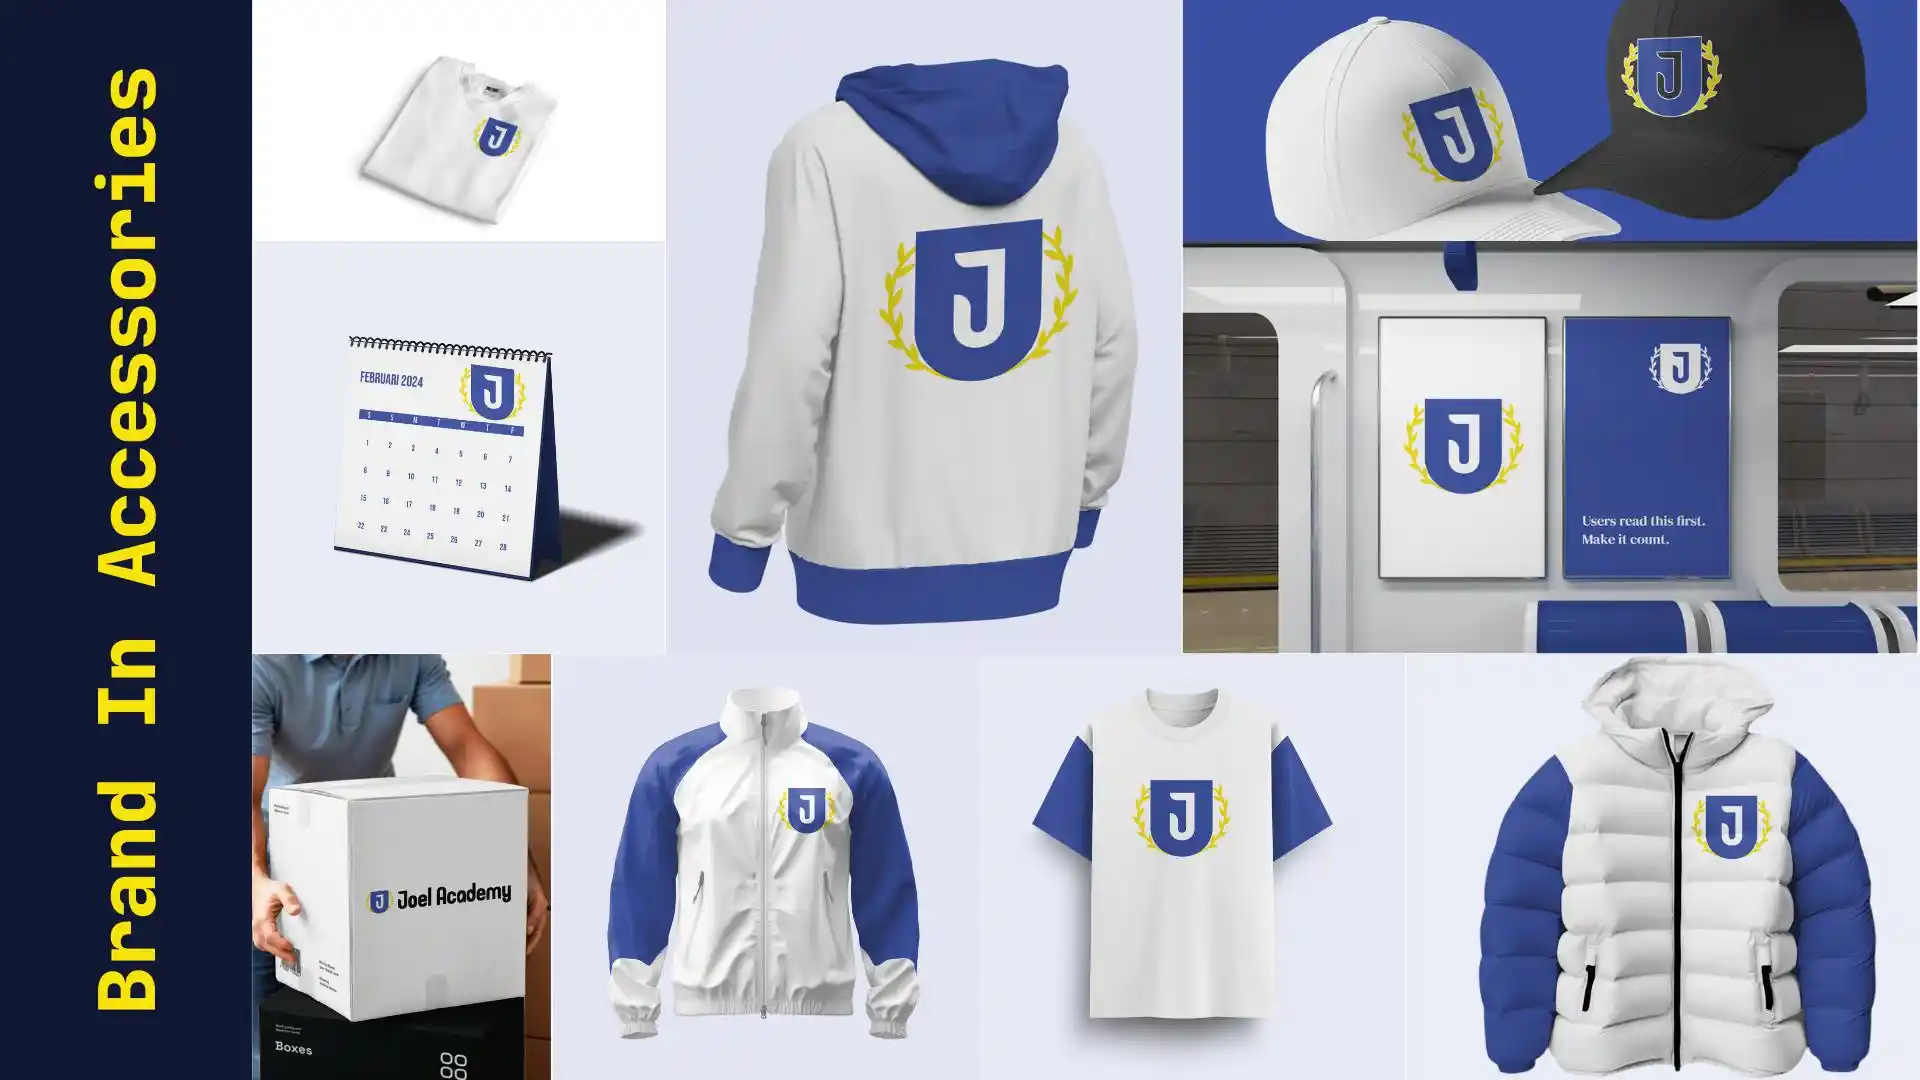 Brand In Accessories
J
J
J
J
FEBRUARI 2024
J
S S M T W T F
1 2 3 4 5 6 7
8 9 10 11 12 13 14
15 16 17 18 19 20 21
22 23 24 25 26 27 28
J
J
Users read this first.
Make it count.
J Joel Academy
Boxes
J
J
J